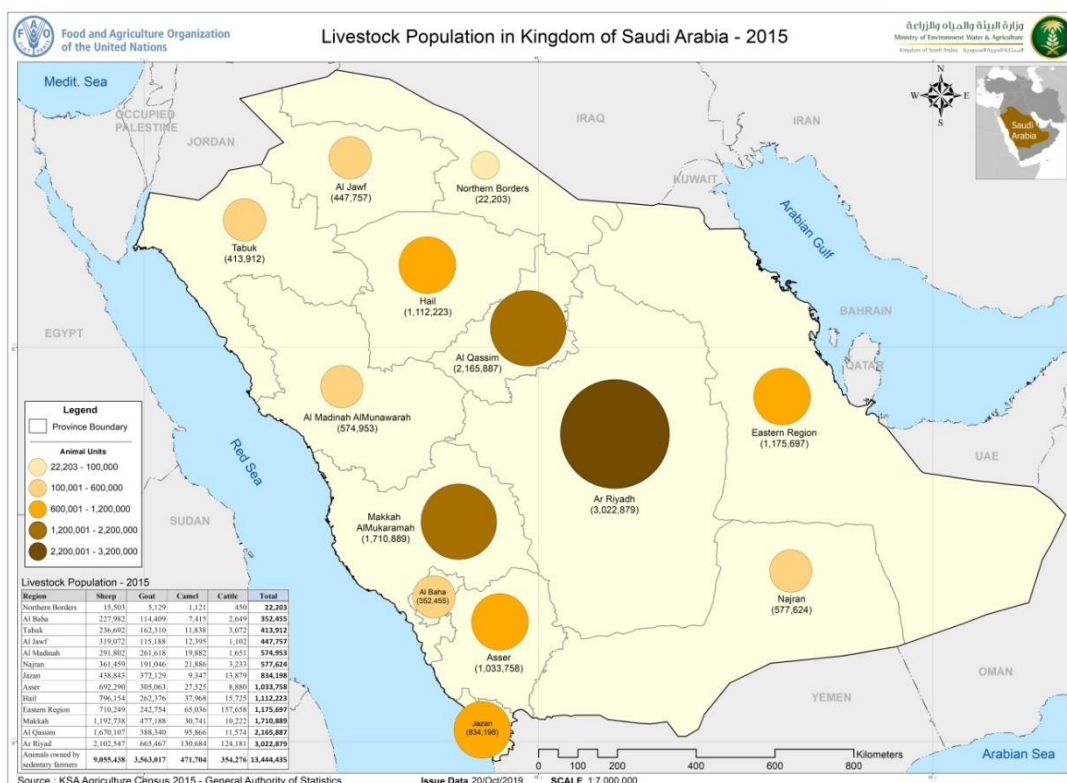 Food and Agriculture Organization
of the United Nations
Livestock Population in Kingdom of Saudi Arabia - 2015
وزارة البيئة والمياه والزراعة
Ministry of Environment Water & Agriculture
Kingdom of Saudi Arabia المملكة العربية السعودية
Medit. Sea
OCCUPIED
PALESTINE
JORDAN
IRAQ
IRAN
KUWAIT
N
W E
S
Saudi
Arabia
Al Jawf
(447,757)
Northern Borders
(22,203)
Tabuk
(413,912)
Hail
(1,112,223)
Arabian Gulf
EGYPT
BAHRAIN
QATAR
Al Qassim
(2,165,887)
Al Madinah AlMunawarah
(574,953)
Eastern Region
(1,175,697)
UAE
Red Sea
SUDAN
Ar Riyadh
(3,022,879)
Makkah
AlMukaramah
(1,710,889)
Al Baha
(352,455)
Najran
(577,624)
Asser
(1,033,758)
OMAN
YEMEN
Jazan
(834,198)
Arabian Sea
Legend
Province Boundary
Animal Units
22,203 - 100,000
100,001 - 600,000
600,001 - 1,200,000
1,200,001 - 2,200,000
2,200,001 - 3,200,000
Livestock Population - 2015
Region Sheep Goat Camel Cattle Total
Northern Borders 15,503 5,129 1,121 450 22,203
Al Baha 227,982 114,409 7,415 2,649 352,455
Tabuk 236,692 162,310 11,838 3,072 413,912
Al Jawf 319,072 115,188 12,395 1,102 447,757
Al Madinah 291,802 261,618 19,882 1,651 574,953
Najran 361,459 191,046 21,886 3,233 577,624
Jazan 438,843 372,129 9,347 13,879 834,198
Asser 692,290 305,063 27,525 8,880 1,033,758
Hail 796,154 262,376 37,968 15,725 1,112,223
Eastern Region 710,249 242,754 65,036 157,658 1,175,697
Makkah 1,192,738 477,188 30,741 10,222 1,710,889
Al Qassim 1,670,107 388,340 95,866 11,574 2,165,887
Ar Riyad 2,102,547 665,467 130,684 124,181 3,022,879
Animals owned by
sedentary farmers 9,055,438 3,563,017 471,704 354,276 13,444,435
0 100 200 400 600 800
Kilometers
Source : KSA Agriculture Census 2015 - General Authority of Statistics
Issue Data 20/Oct/2019 SCALE 1:7,000,000